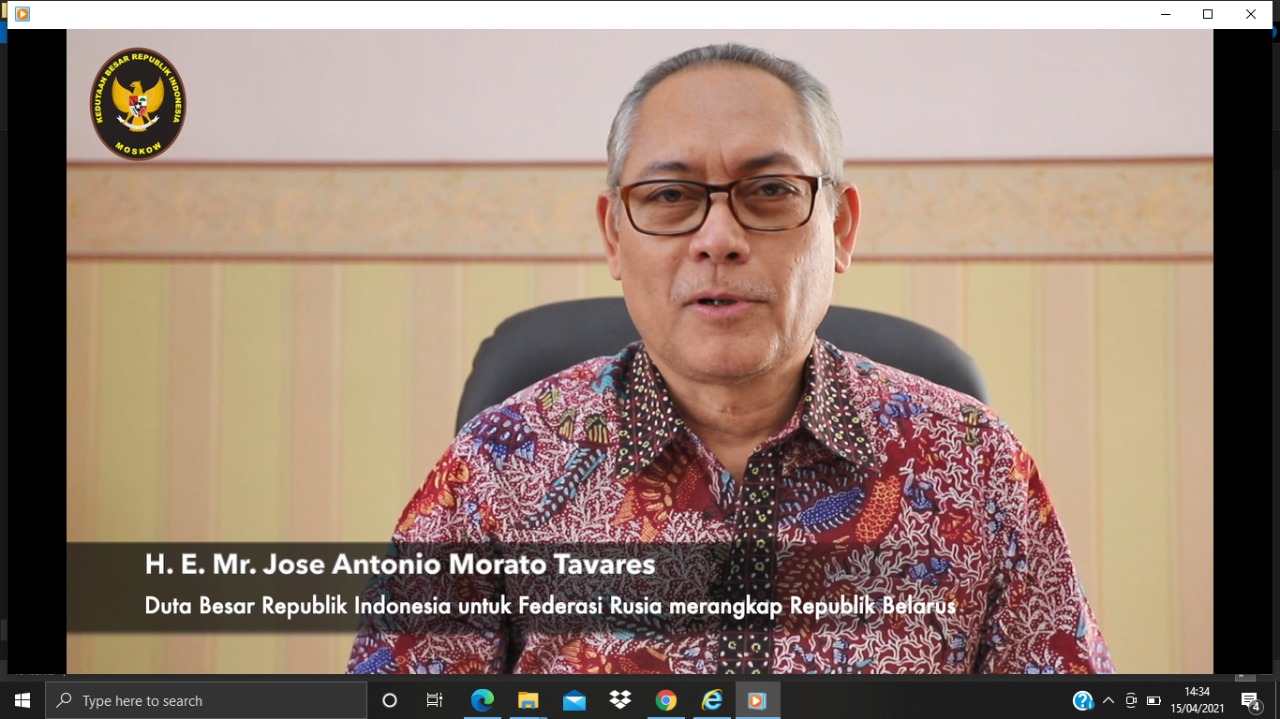 KEDUTAAN BESAR REPUBLIK INDONESIA
MOSKOW
H. E. Mr. Jose Antonio Morato Tavares
Duta Besar Republik Indonesia untuk Federasi Rusia merangkap Republik Belarus
Type here to search
14:34
15/04/2021
4